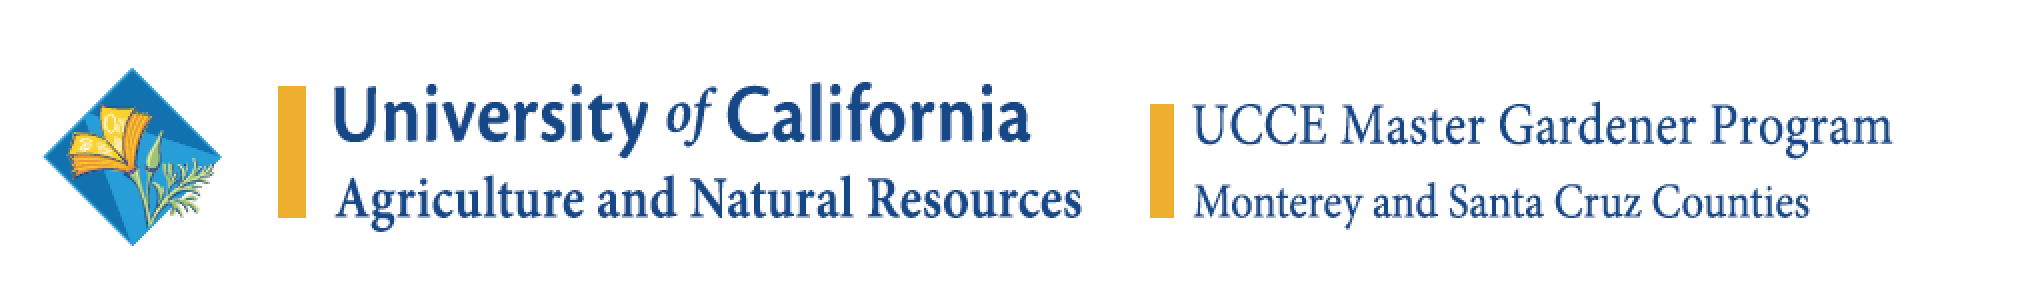 University of California
Agriculture and Natural Resources
UCCE Master Gardener Program
Monterey and Santa Cruz Counties